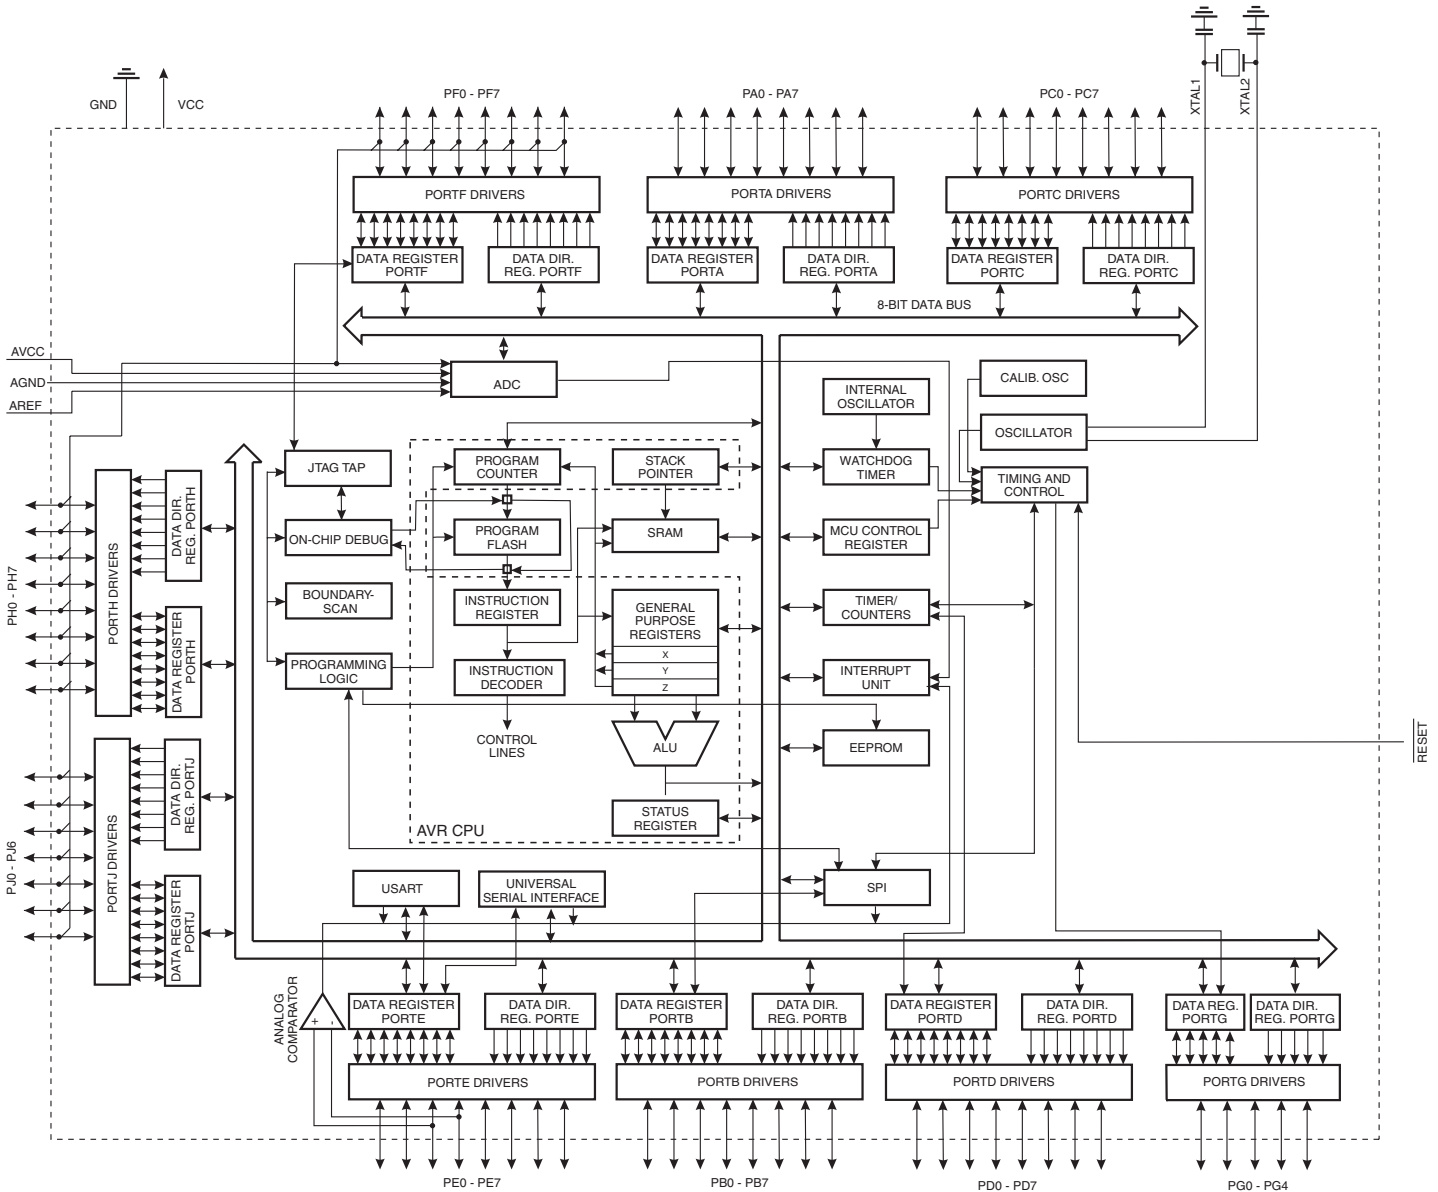 PF0 - PF7
PA0 - PA7
PC0 - PC7
XTAL1
XTAL2
GND
VCC
PORTF DRIVERS
PORTA DRIVERS
PORTC DRIVERS
DATA REGISTER
PORTF
DATA DIR.
REG. PORTF
DATA REGISTER
PORTA
DATA DIR.
REG. PORTA
DATA REGISTER
PORTC
DATA DIR.
REG. PORTC
8-BIT DATA BUS
AVCC
AGND
AREF
ADC
CALIB. OSC
INTERNAL
OSCILLATOR
OSCILLATOR
JTAG TAP
PROGRAM
COUNTER
STACK
POINTER
WATCHDOG
TIMER
TIMING AND
CONTROL
ON-CHIP DEBUG
PROGRAM
FLASH
SRAM
MCU CONTROL
REGISTER
BOUNDARY-
SCAN
INSTRUCTION
REGISTER
GENERAL
PURPOSE
REGISTERS
X
Y
Z
TIMER/
COUNTERS
PROGRAMMING
LOGIC
INSTRUCTION
DECODER
INTERRUPT
UNIT
CONTROL
LINES
ALU
EEPROM
RESET
STATUS
REGISTER
AVR CPU
PH0 - PH7
PORTH DRIVERS
DATA DIR.
REG. PORTH
DATA REGISTER
PORTH
PJ0 - PJ6
PORTJ DRIVERS
DATA DIR.
REG. PORTJ
DATA REGISTER
PORTJ
USART
UNIVERSAL
SERIAL INTERFACE
SPI
ANALOG
COMPARATOR
+
-
DATA REGISTER
PORTE
DATA DIR.
REG. PORTE
DATA REGISTER
PORTB
DATA DIR.
REG. PORTB
DATA REGISTER
PORTD
DATA DIR.
REG. PORTD
DATA REG.
PORTG
DATA DIR.
REG. PORTG
PORTE DRIVERS
PORTB DRIVERS
PORTD DRIVERS
PORTG DRIVERS
PE0 - PE7
PB0 - PB7
PD0 - PD7
PG0 - PG4